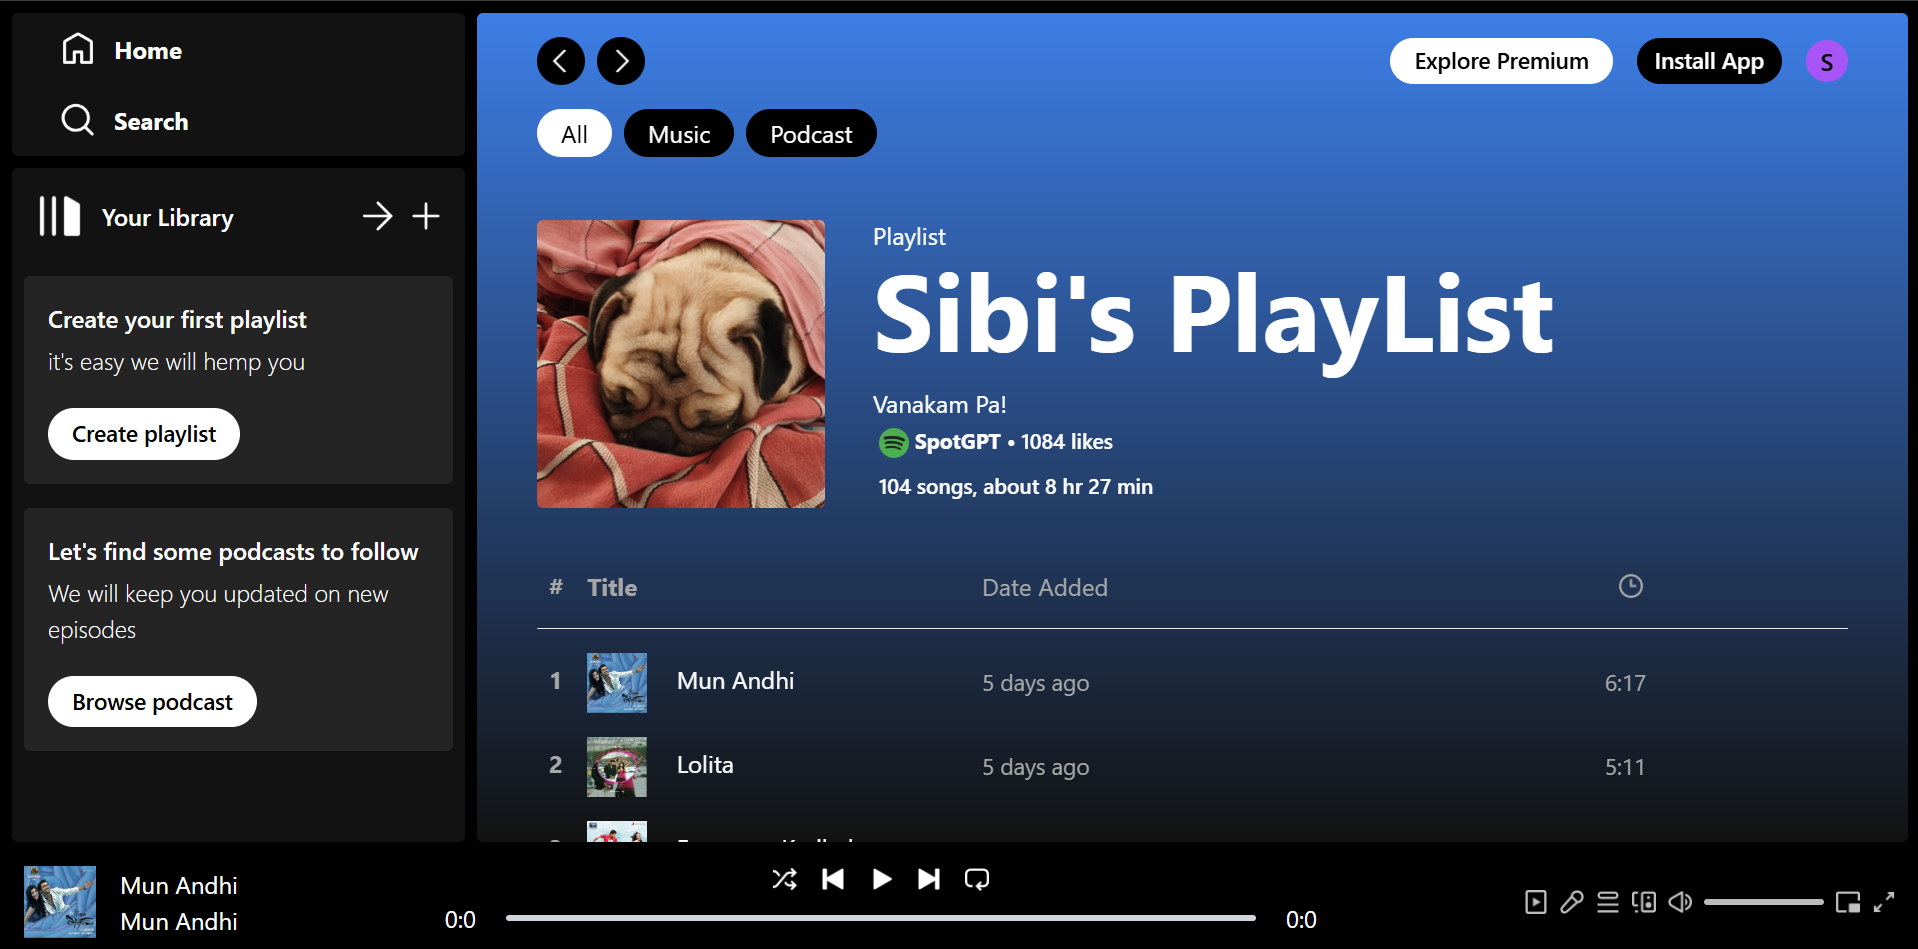 Home
Search
Your Library
Create your first playlist
it's easy we will hemp you
Create playlist
Let's find some podcasts to follow
We will keep you updated on new
episodes
Browse podcast
Explore Premium
Install App
S
All
Music
Podcast
Playlist
Sibi's PlayList
Vanakam Pa!
SpotGPT • 1084 likes
104 songs, about 8 hr 27 min
# Title Date Added
1 Mun Andhi 5 days ago 6:17
2 Lolita 5 days ago 5:11
Mun Andhi
Mun Andhi
0:0
0:0